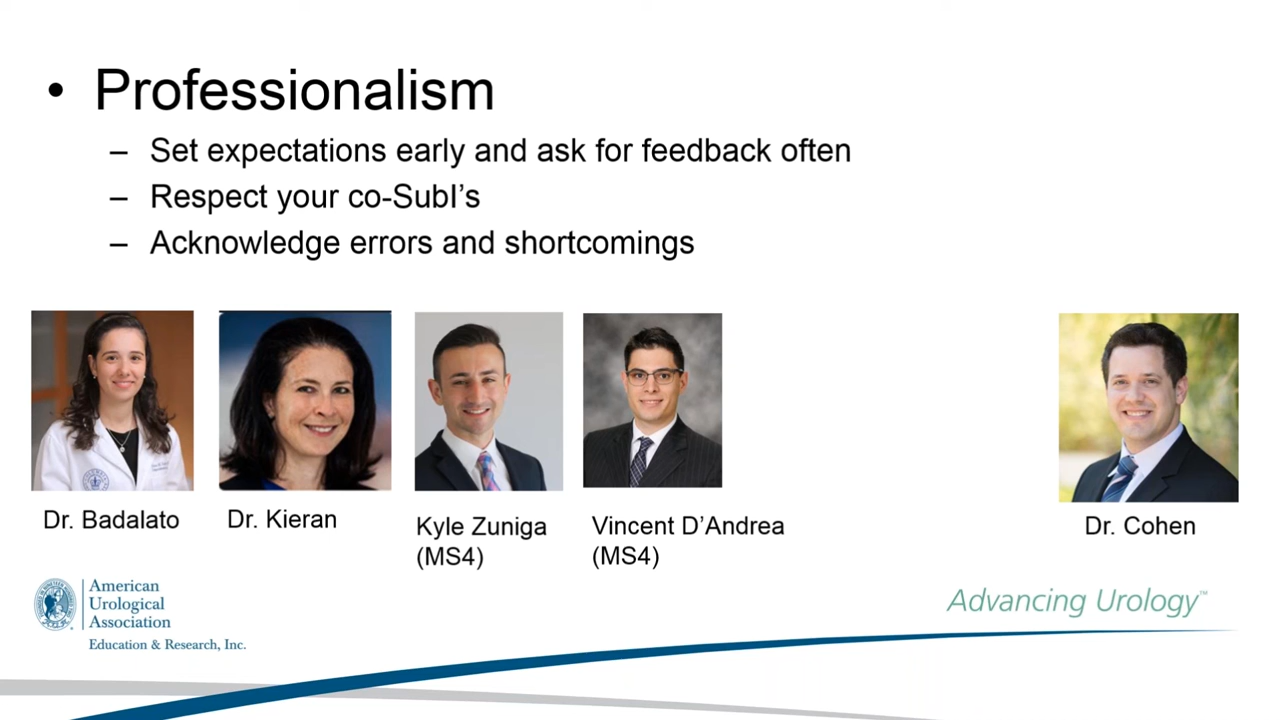 • Professionalism
– Set expectations early and ask for feedback often
– Respect your co-SubI’s
– Acknowledge errors and shortcomings
Dr. Badalato
Dr. Kieran
Kyle Zuniga
(MS4)
Vincent D’Andrea
(MS4)
Dr. Cohen
American
Urological
Association
Education & Research, Inc.
Advancing Urology™